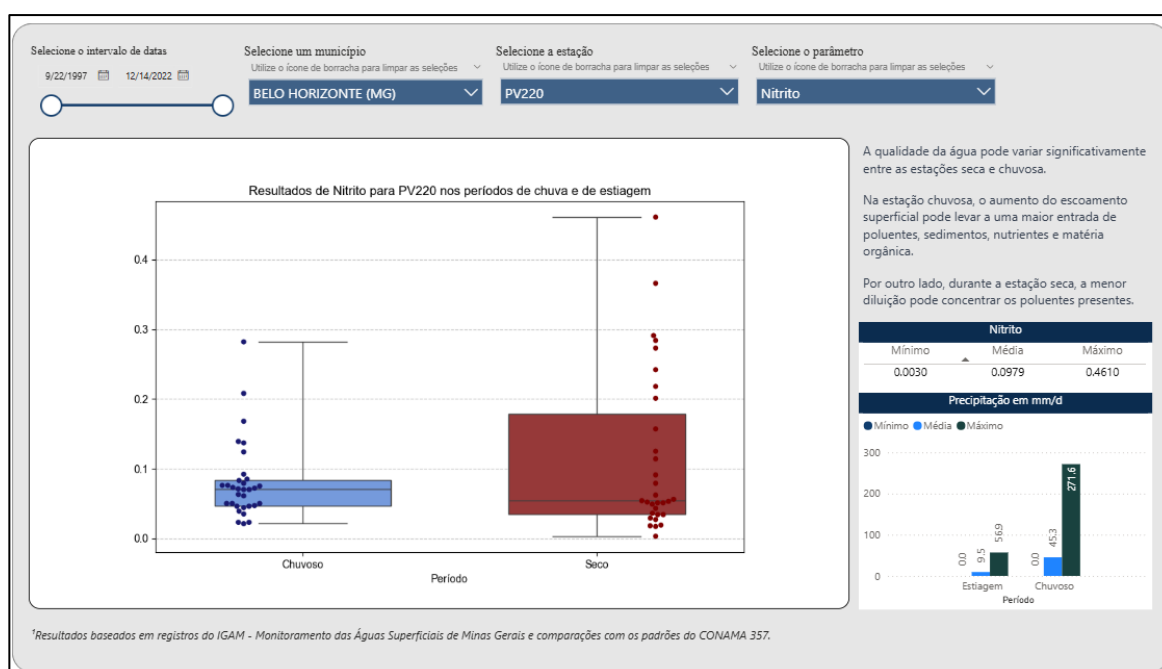 Selecione o intervalo de datas
9/22/1997
12/14/2022
Selecione um município
Utilize o ícone de borracha para limpar as seleções
BELO HORIZONTE (MG)
Selecione a estação
Utilize o ícone de borracha para limpar as seleções
PV220
Selecione o parâmetro
Utilize o ícone de borracha para limpar as seleções
Nitrito
Resultados de Nitrito para PV220 nos períodos de chuva e de estiagem
0.4
0.3
0.2
0.1
0.0
Chuvoso
Seco
Período
A qualidade da água pode variar significativamente
entre as estações seca e chuvosa.
Na estação chuvosa, o aumento do escoamento
superficial pode levar a uma maior entrada de
poluentes, sedimentos, nutrientes e matéria
orgânica.
Por outro lado, durante a estação seca, a menor
diluição pode concentrar os poluentes presentes.
Nitrito
Mínimo Média Máximo
0.0030 0.0979 0.4610
Precipitação em mm/d
Mínimo Média Máximo
300
200
100
0
0.0
9.5
56.9
0.0
45.3
271.6
Estiagem
Chuvoso
Período
¹Resultados baseados em registros do IGAM - Monitoramento das Águas Superficiais de Minas Gerais e comparações com os padrões do CONAMA 357.